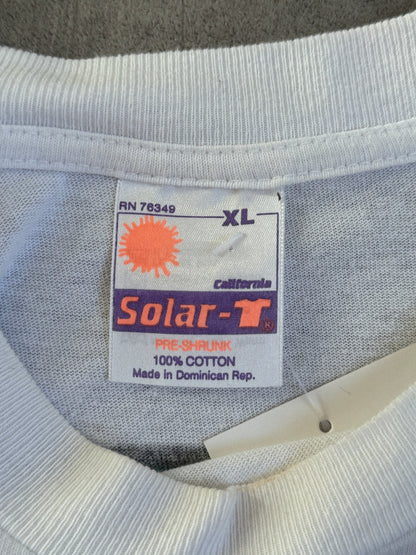 RN 76349 XL
California
Solar-T®
PRE-SHRUNK
100% COTTON
Made in Dominican Rep.